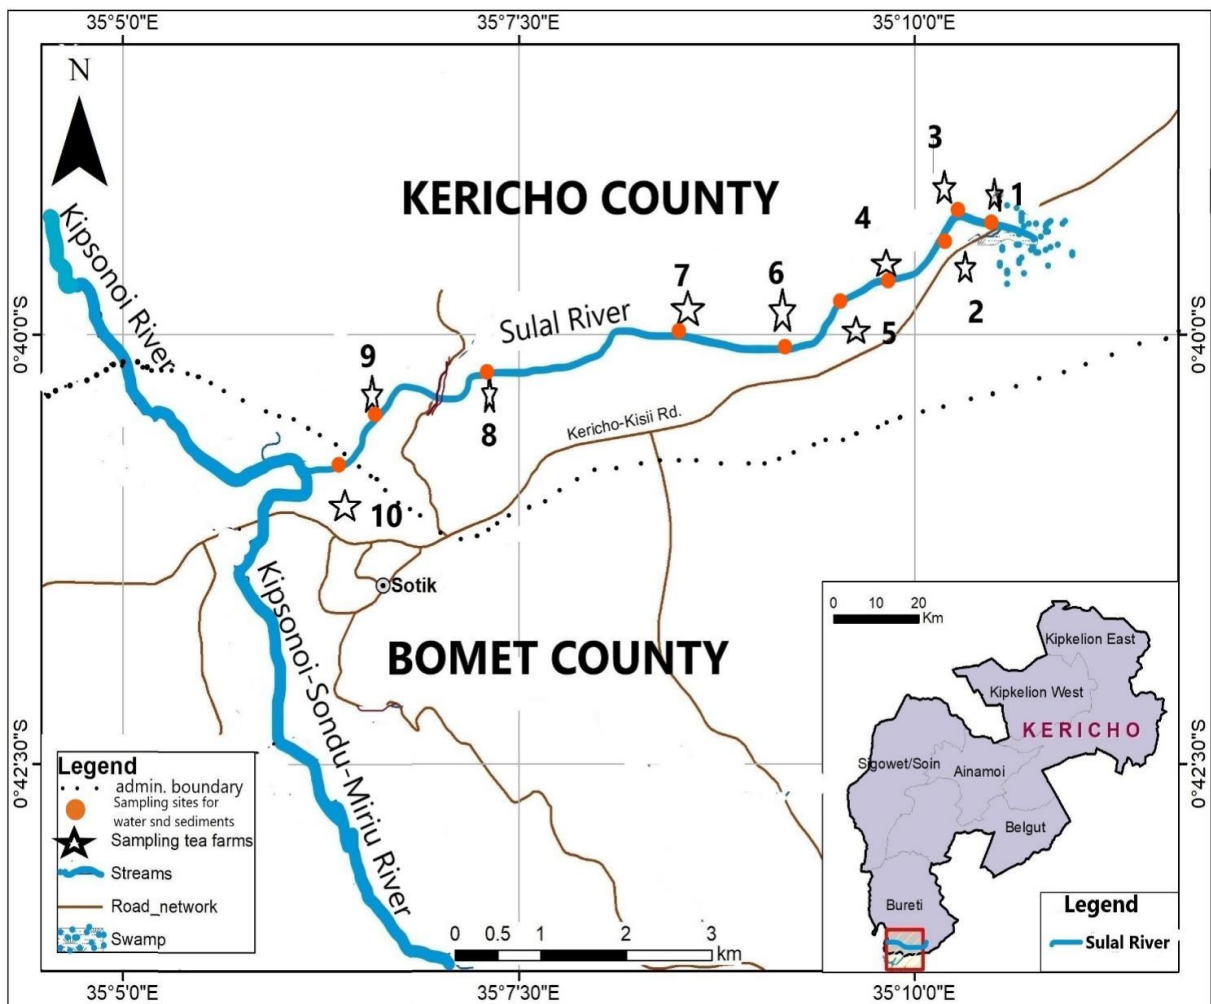 35°5'0"E
35°7'30"E
35°10'0"E
N
3
1
KERICHO COUNTY
Kipsonoi River
4
7
6
2
Sulal River
5
0°40'0"S
0°40'0"S
9
8
Kericho-Kisii Rd.
10
Sotik
Kipsonoi-Sondu-Miriu River
BOMET COUNTY
0 10 20
Km
Kipkelion East
Kipkelion West
KERICHO
Sigowet/Soin
Ainamoi
Belgut
Bureti
Legend
Sulal River
0°42'30"S
0°42'30"S
Legend
admin. boundary
Sampling sites for
water snd sediments
Sampling tea farms
Streams
Road_network
Swamp
0 0.5 1 2 3
km
35°5'0"E
35°7'30"E
35°10'0"E